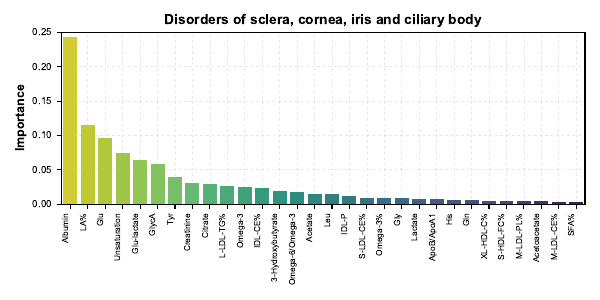 Disorders of sclera, cornea, iris and ciliary body
Importance
0.25
0.20
0.15
0.10
0.05
0.00
Albumin
LA%
Glu
Unsaturation
Glu-lactate
GlycA
Tyr
Creatinine
Citrate
L-LDL-TG%
Omega-3
IDL-CE%
3-Hydroxybutyrate
Omega-6/Omega-3
Acetate
Leu
IDL-P
S-LDL-CE%
Omega-3%
Gly
Lactate
ApoB/ApoA1
His
Gln
XL-HDL-C%
S-HDL-FC%
M-LDL-PL%
Acetoacetate
M-LDL-CE%
SFA%